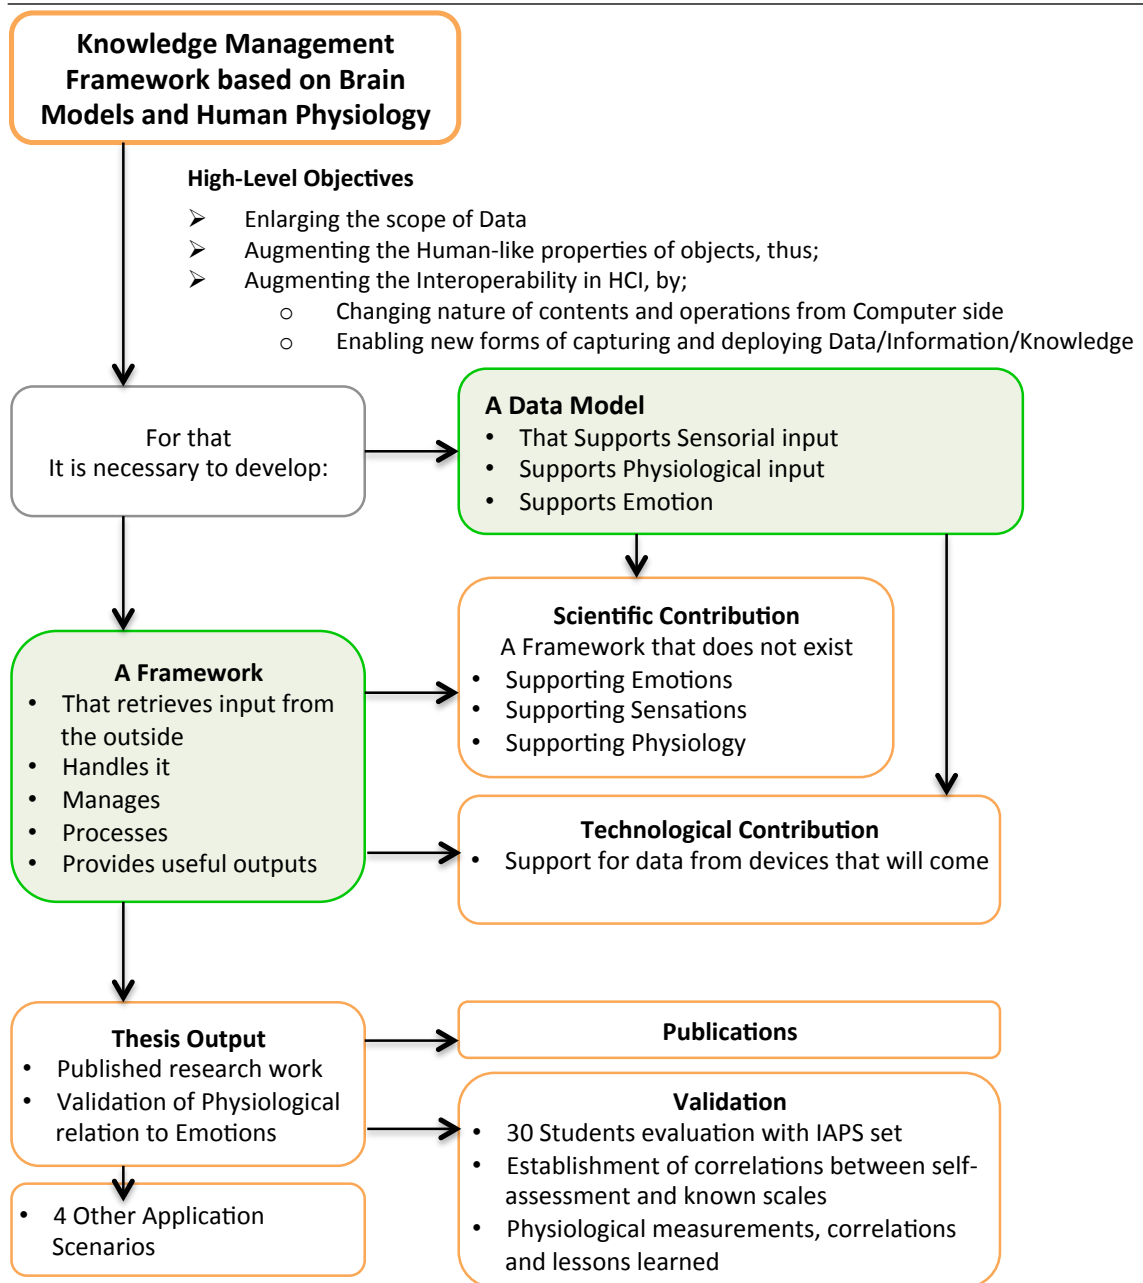 Knowledge Management
Framework based on Brain
Models and Human Physiology
High-Level Objectives
➢ Enlarging the scope of Data
➢ Augmenting the Human-like properties of objects, thus;
➢ Augmenting the Interoperability in HCI, by;
o Changing nature of contents and operations from Computer side
o Enabling new forms of capturing and deploying Data/Information/Knowledge
For that
It is necessary to develop:
A Data Model
• That Supports Sensorial input
• Supports Physiological input
• Supports Emotion
Scientific Contribution
A Framework that does not exist
• Supporting Emotions
• Supporting Sensations
• Supporting Physiology
A Framework
• That retrieves input from
the outside
• Handles it
• Manages
• Processes
• Provides useful outputs
Technological Contribution
• Support for data from devices that will come
Thesis Output
• Published research work
• Validation of Physiological
relation to Emotions
Publications
Validation
• 30 Students evaluation with IAPS set
• Establishment of correlations between self-
assessment and known scales
• Physiological measurements, correlations
and lessons learned
• 4 Other Application
Scenarios